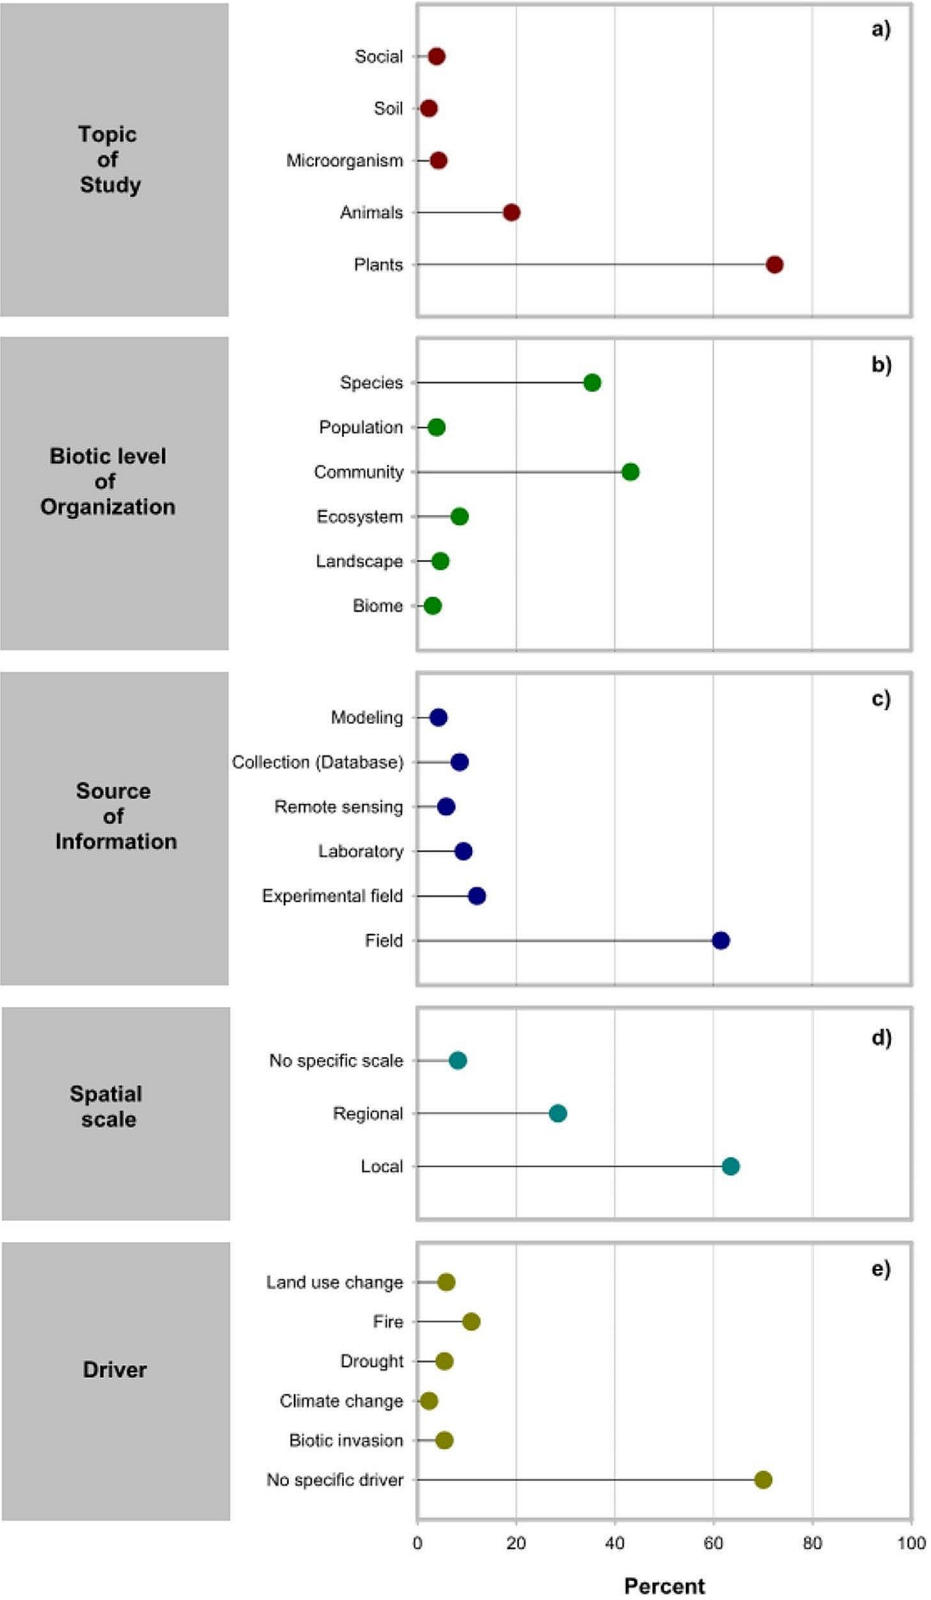 Topic
of
Study
a)
Social
Soil
Microorganism
Animals
Plants
Biotic level
of
Organization
b)
Species
Population
Community
Ecosystem
Landscape
Biome
Source
of
Information
c)
Modeling
Collection (Database)
Remote sensing
Laboratory
Experimental field
Field
Spatial
scale
d)
No specific scale
Regional
Local
Driver
e)
Land use change
Fire
Drought
Climate change
Biotic invasion
No specific driver
0 20 40 60 80 100
Percent